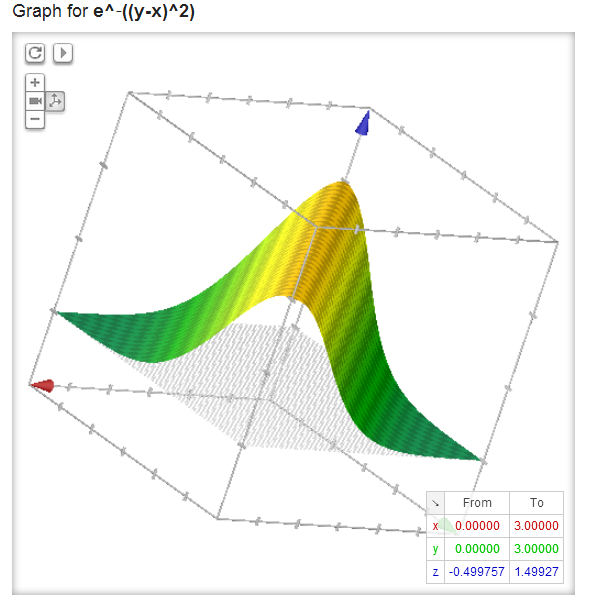 Graph for e^-((y-x)^2)
From To
x 0.00000 3.00000
y 0.00000 3.00000
z -0.499757 1.49927